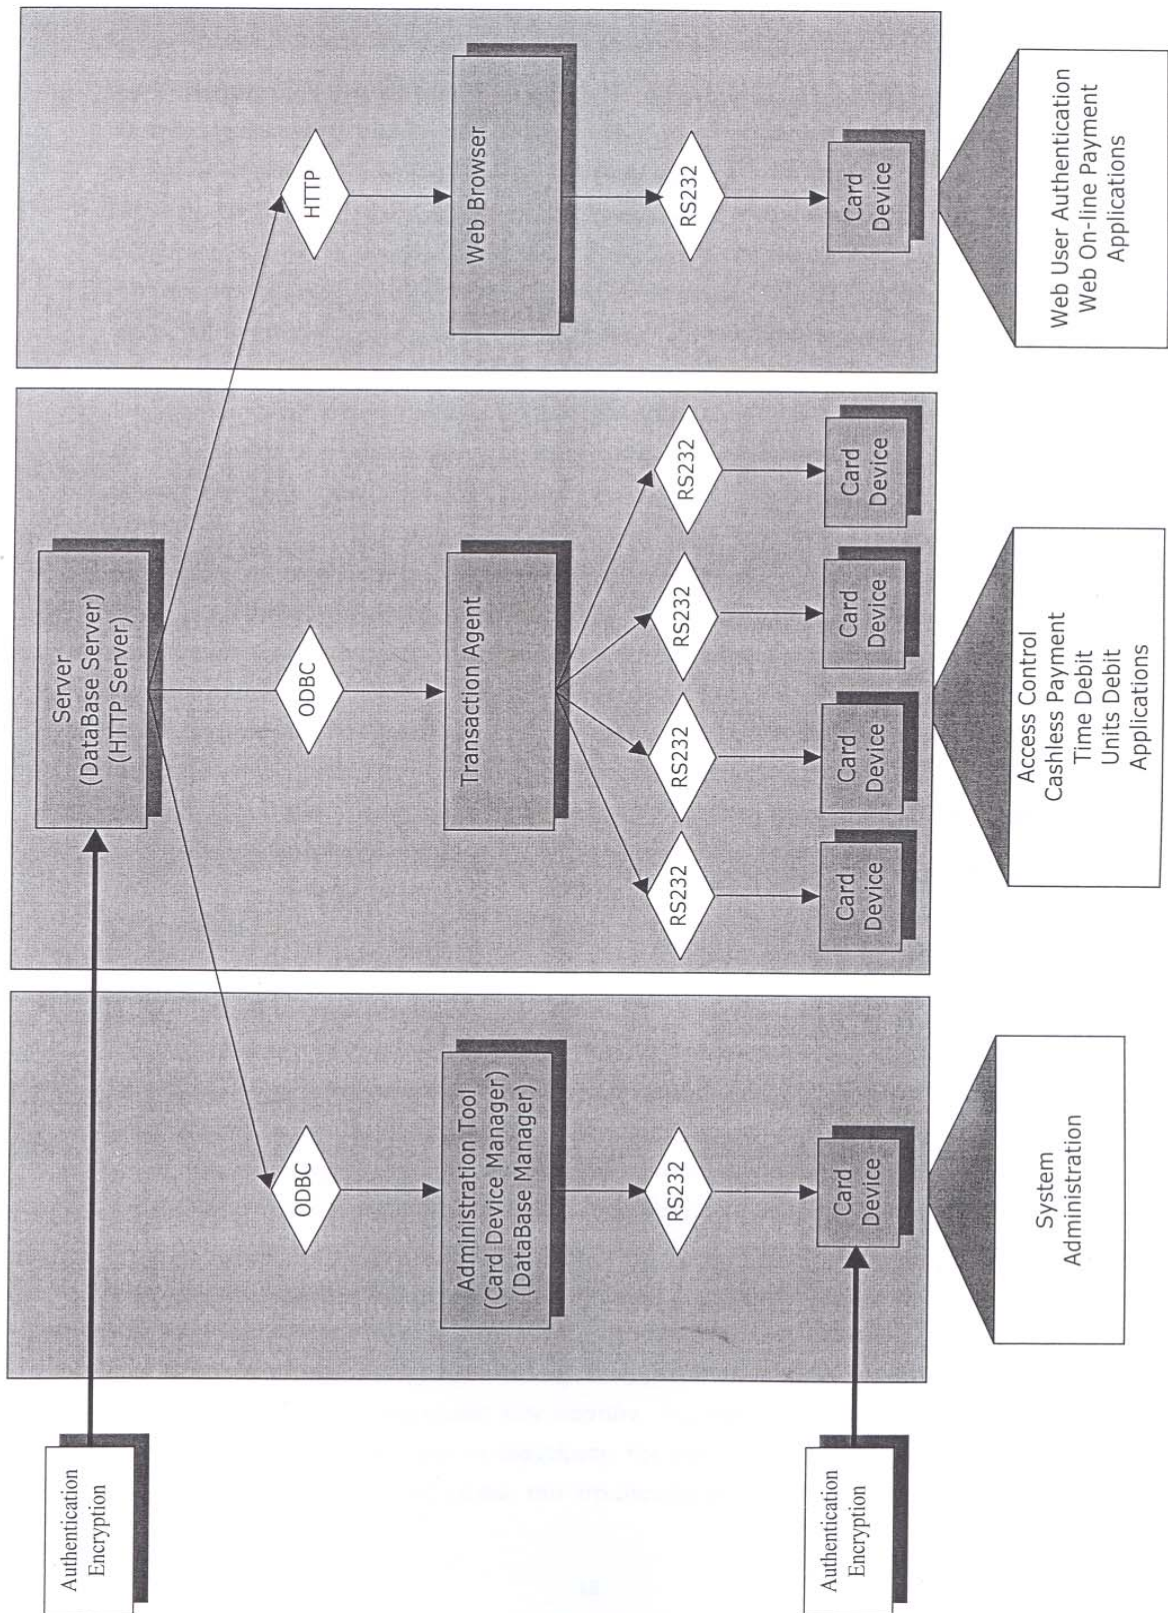 Authentication
Encryption
Server
(DataBase Server)
(HTTP Server)
ODBC
ODBC
HTTP
Administration Tool
(Card Device Manager)
(DataBase Manager)
Transaction Agent
Web Browser
RS232
RS232
RS232
RS232
RS232
RS232
Authentication
Encryption
Card
Device
Card
Device
Card
Device
Card
Device
Card
Device
Card
Device
System
Administration
Access Control
Cashless Payment
Time Debit
Units Debit
Applications
Web User Authentication
Web On-line Payment
Applications